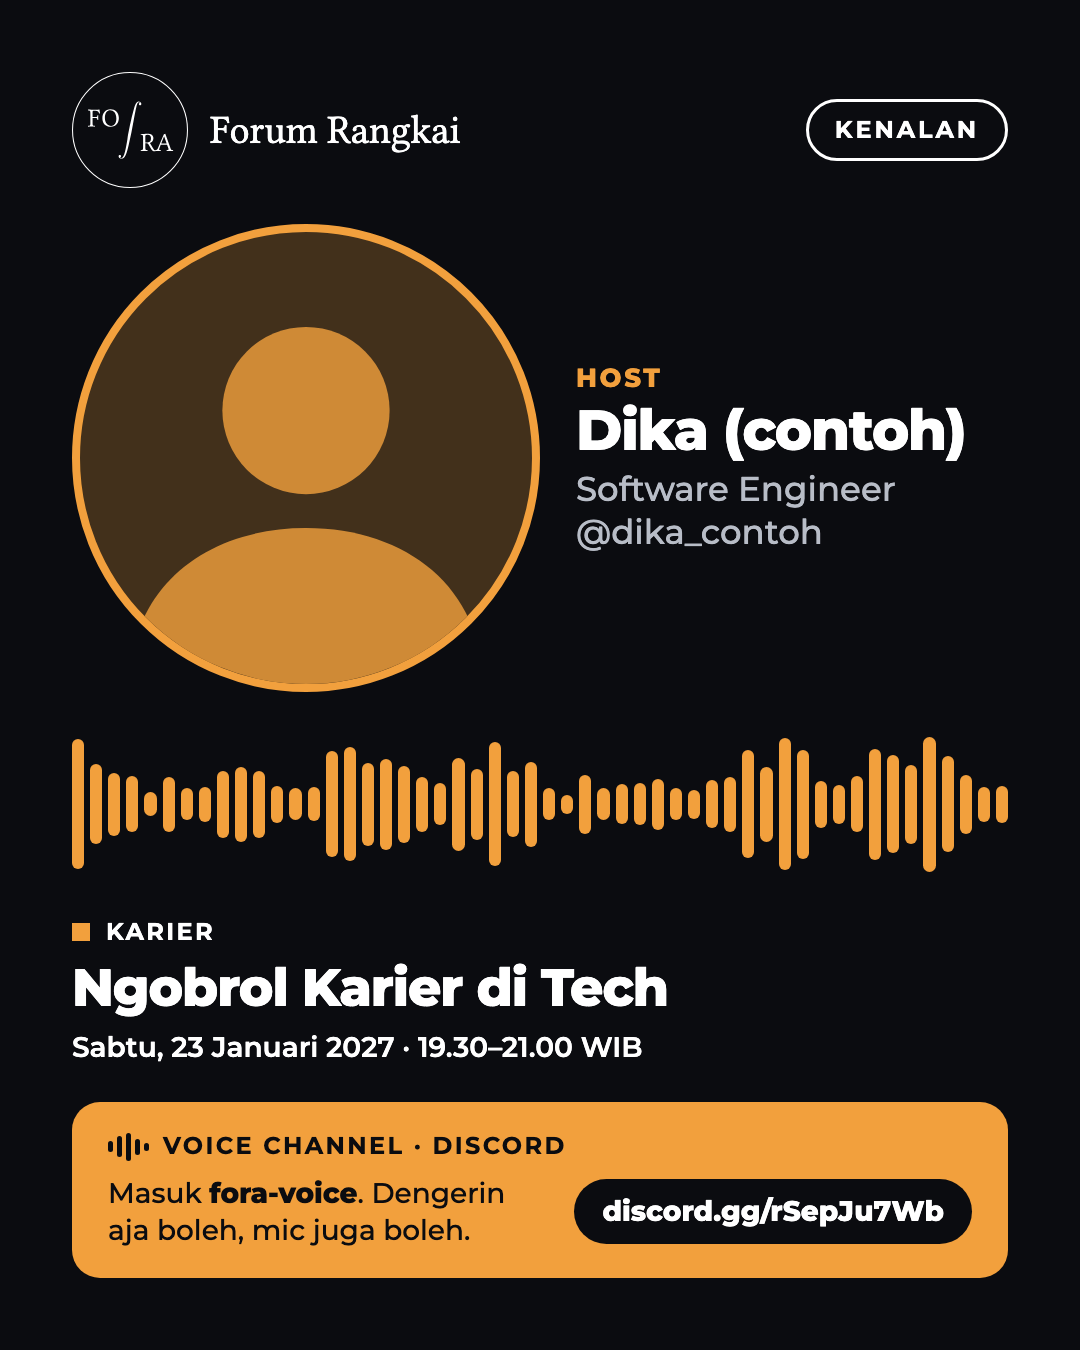 FO RA
Forum Rangkai
KENALAN
HOST
Dika (contoh)
Software Engineer
@dika_contoh
KARIER
Ngobrol Karier di Tech
Sabtu, 23 Januari 2027 · 19.30–21.00 WIB
VOICE CHANNEL · DISCORD
Masuk fora-voice. Dengerin
aja boleh, mic juga boleh.
discord.gg/rSepJu7Wb